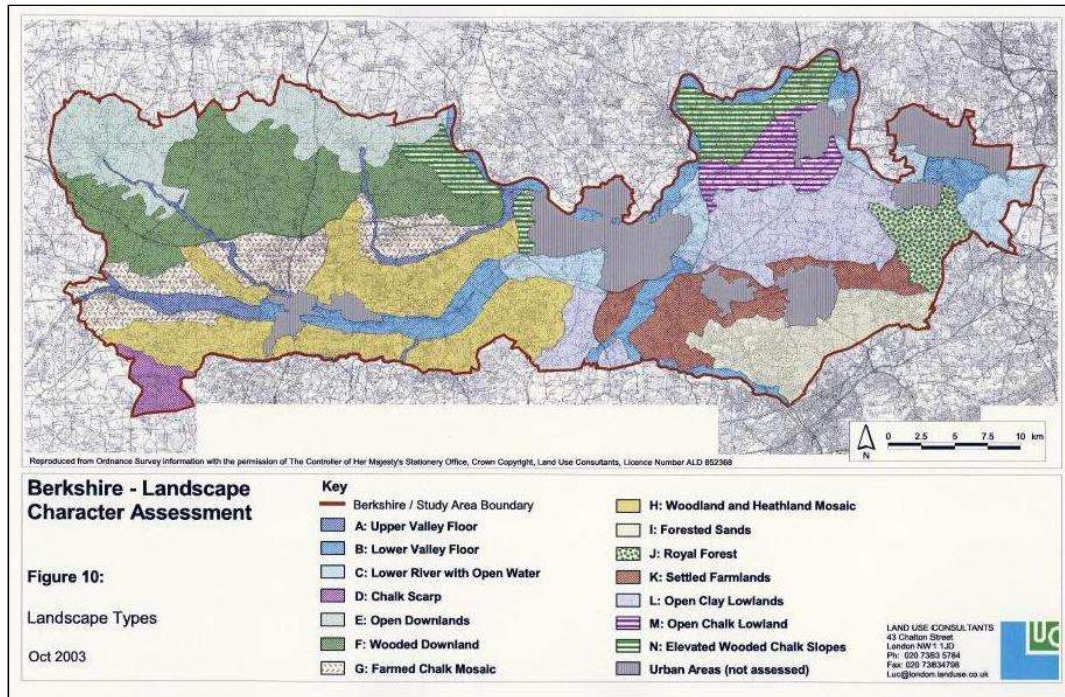 Reproduced from Ordnance Survey information with the permission of The Controller of Her Majesty's Stationery Office, Crown Copyright, Land Use Consultants, Licence Number ALD 852368
N
0 2.5 5 7.5 10 km
Berkshire - Landscape
Character Assessment
Figure 10:
Landscape Types
Oct 2003
Key
Berkshire / Study Area Boundary
A: Upper Valley Floor
B: Lower Valley Floor
C: Lower River with Open Water
D: Chalk Scarp
E: Open Downlands
F: Wooded Downland
G: Farmed Chalk Mosaic
H: Woodland and Heathland Mosaic
I: Forested Sands
J: Royal Forest
K: Settled Farmlands
L: Open Clay Lowlands
M: Open Chalk Lowland
N: Elevated Wooded Chalk Slopes
Urban Areas (not assessed)
LAND USE CONSULTANTS
43 Chalton Street
London NW1 1JD
Ph: 020 7383 5784
Fax: 020 73834798
Luc@london.landuse.co.uk